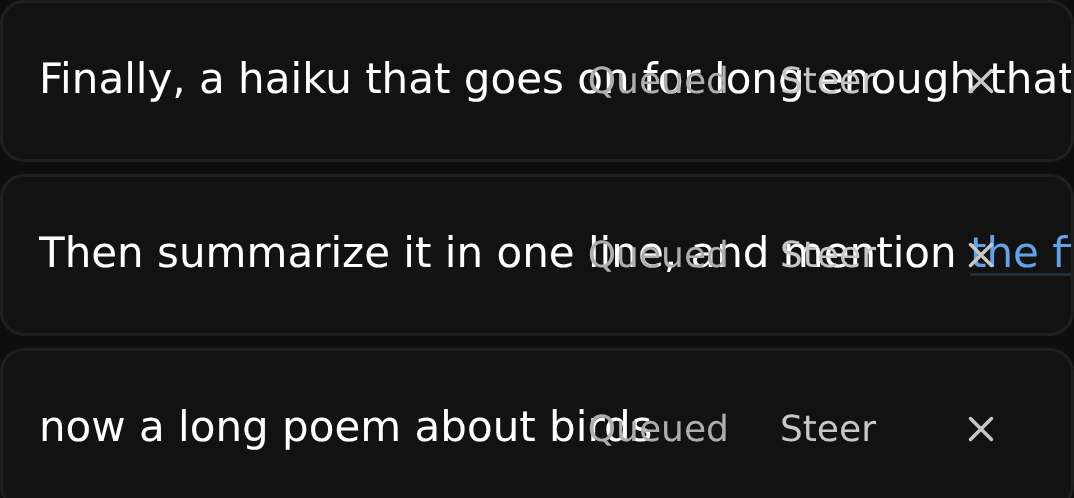 Finally, a haiku that goes on for long enough that Queued Steer ×
Then summarize it in one line, and mention the f Queued Steer ×
now a long poem about birds Queued Steer ×